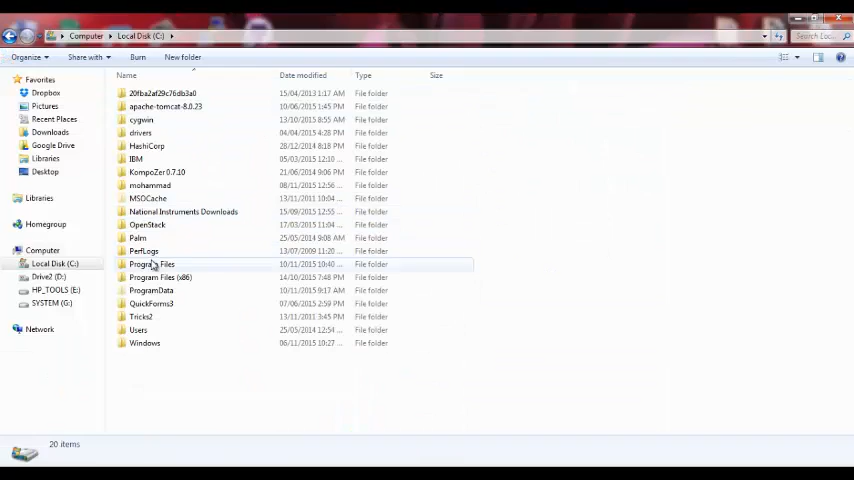 Computer ▸ Local Disk (C:) ▸
Search Loc...
Organize ▾ Share with ▾ Burn New folder
Name Date modified Type Size
Favorites
Dropbox
Pictures
Recent Places
Downloads
Google Drive
Libraries
Desktop
Libraries
Homegroup
Computer
Local Disk (C:)
Drive2 (D:)
HP_TOOLS (E:)
SYSTEM (G:)
Network
20fba2af29c76db3a0 15/04/2013 1:17 AM File folder
apache-tomcat-8.0.23 10/06/2015 1:45 PM File folder
cygwin 13/10/2015 8:55 AM File folder
drivers 04/04/2015 4:28 PM File folder
HashiCorp 28/12/2014 8:18 PM File folder
IBM 05/03/2015 12:10 ... File folder
KompoZer 0.7.10 21/06/2014 9:06 PM File folder
mohammad 08/11/2015 12:56 ... File folder
MSOCache 13/11/2011 10:04 ... File folder
National Instruments Downloads 15/09/2015 12:55 ... File folder
OpenStack 17/03/2015 11:04 ... File folder
Palm 25/05/2014 9:08 AM File folder
PerfLogs 13/07/2009 11:20 ... File folder
Program Files 10/11/2015 10:40 ... File folder
Program Files (x86) 14/10/2015 7:48 PM File folder
ProgramData 10/11/2015 9:17 AM File folder
QuickForms3 07/06/2015 2:59 PM File folder
Tricks2 13/11/2011 3:45 PM File folder
Users 25/05/2014 12:54 ... File folder
Windows 06/11/2015 10:27 ... File folder
20 items